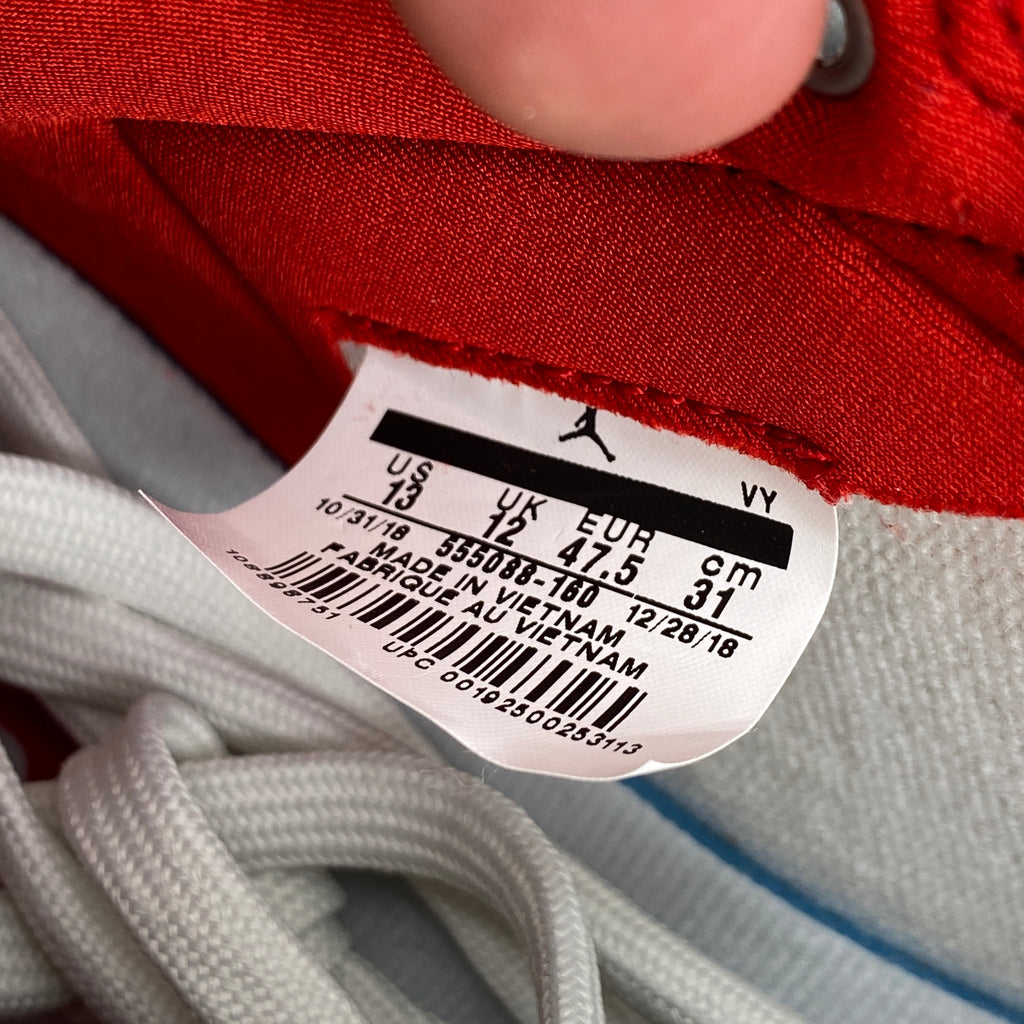 VY
US UK EUR cm
13 12 47.5 31
10/31/18 555088-160 12/28/18
MADE IN VIETNAM
FABRIQUÉ AU VIETNAM
UPC 00192500253113